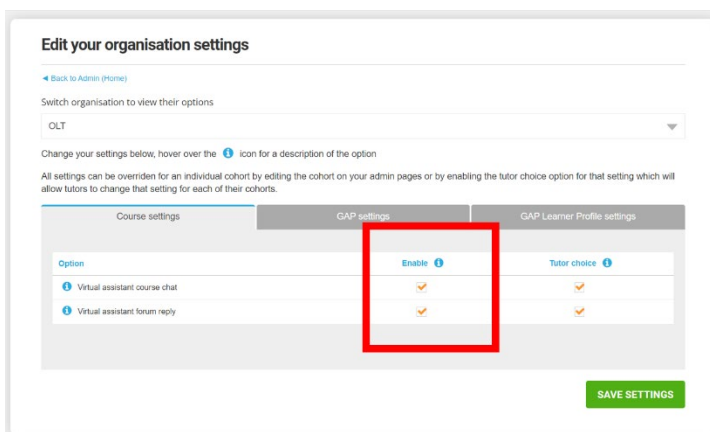 Edit your organisation settings
◄ Back to Admin (Home)
Switch organisation to view their options
OLT
Change your settings below, hover over the icon for a description of the option
All settings can be overriden for an individual cohort by editing the cohort on your admin pages or by enabling the tutor choice option for that setting which will
allow tutors to change that setting for each of their cohorts.
Course settings GAP settings GAP Learner Profile settings
Option Enable Tutor choice
Virtual assistant course chat
Virtual assistant forum reply
SAVE SETTINGS